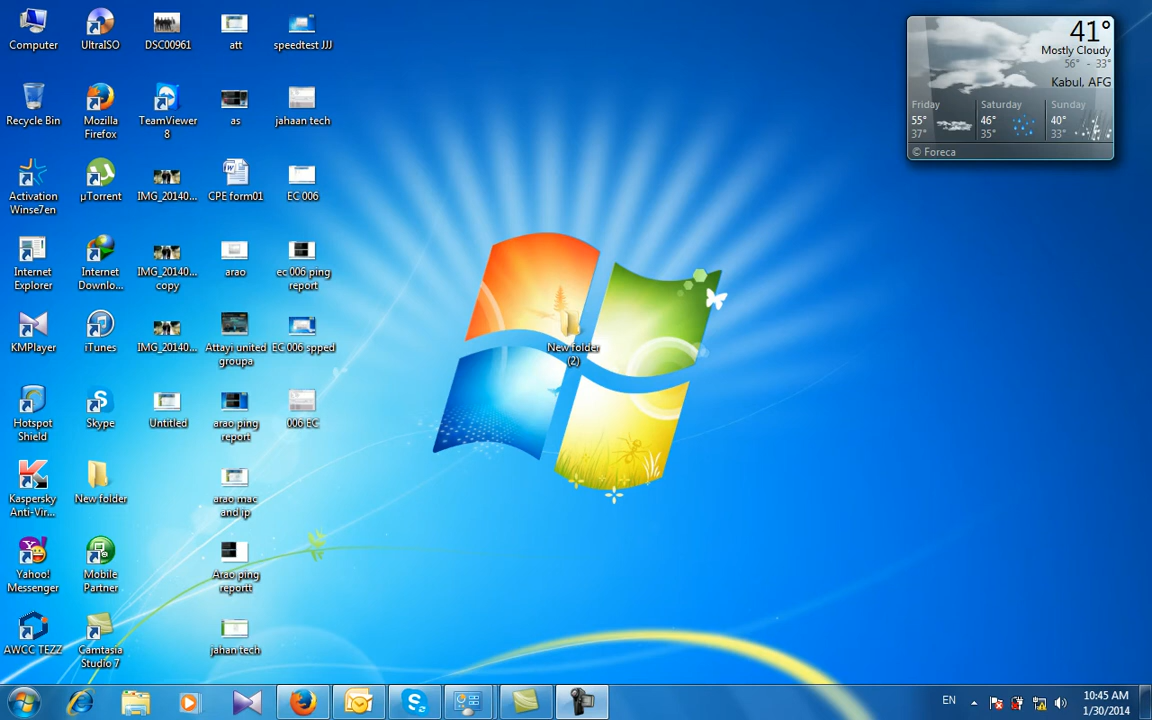 Computer
UltraISO
DSC00961
att
speedtest JJJ
Recycle Bin
Mozilla
Firefox
TeamViewer
8
as
jahaan tech
Activation
Winse7en
µTorrent
IMG_20140...
CPE form01
EC 006
Internet
Explorer
Internet
Downlo...
IMG_20140...
copy
arao
ec 006 ping
report
KMPlayer
iTunes
IMG_20140...
Attayi united
groupa
EC 006 spped
Hotspot
Shield
Skype
Untitled
arao ping
report
006 EC
Kaspersky
Anti-Vir...
New folder
arao mac
and ip
Yahoo!
Messenger
Mobile
Partner
Arao ping
reportt
AWCC TEZZ
Camtasia
Studio 7
jahan tech
New folder
(2)
41°
Mostly Cloudy
56° - 33°
Kabul, AFG
Friday
Saturday
Sunday
55°
46°
40°
37°
35°
33°
© Foreca
EN
10:45 AM
1/30/2014